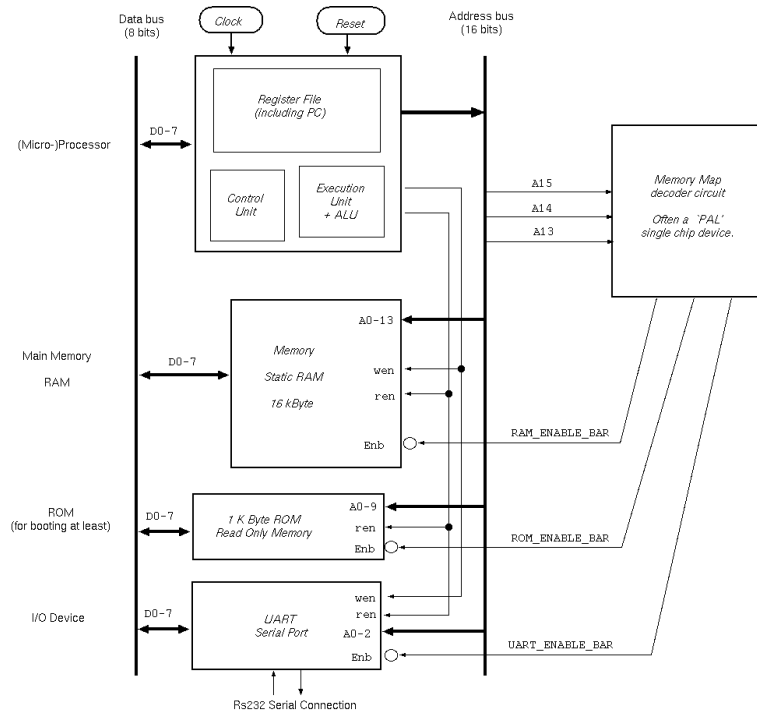 Data bus
(8 bits)
Clock
Reset
Address bus
(16 bits)
Register File
(including PC)
(Micro-)Processor
D0-7
Control
Unit
Execution
Unit
+ ALU
A15
A14
A13
Memory Map
decoder circuit
Often a `PAL'
single chip device.
Main Memory
RAM
D0-7
Memory
Static RAM
16 kByte
A0-13
wen
ren
Enb
RAM_ENABLE_BAR
ROM
(for booting at least)
D0-7
1 K Byte ROM
Read Only Memory
A0-9
ren
Enb
ROM_ENABLE_BAR
I/O Device
D0-7
UART
Serial Port
wen
ren
A0-2
Enb
UART_ENABLE_BAR
Rs232 Serial Connection